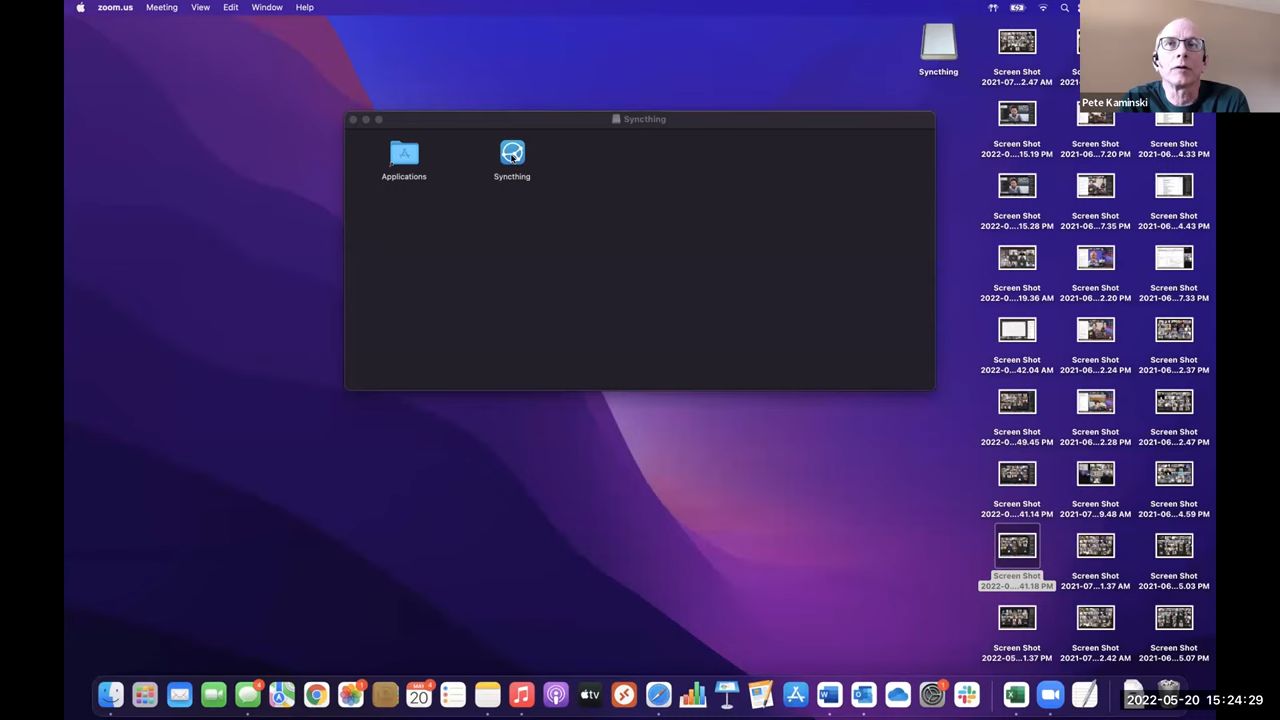 zoom.us Meeting View Edit Window Help
Pete Kaminski
Syncthing
Syncthing
Applications
Syncthing
Screen Shot
2021-07...2.47 AM
Screen Shot
2022-0....15.19 PM
Screen Shot
2021-06...7.20 PM
Screen Shot
2021-06...4.33 PM
Screen Shot
2022-0....15.28 PM
Screen Shot
2021-06...7.35 PM
Screen Shot
2021-06...4.43 PM
Screen Shot
2022-0....19.36 AM
Screen Shot
2021-06...2.20 PM
Screen Shot
2021-06...7.33 PM
Screen Shot
2022-0....42.04 AM
Screen Shot
2021-06...2.24 PM
Screen Shot
2021-06...2.37 PM
Screen Shot
2022-0....49.45 PM
Screen Shot
2021-06...2.28 PM
Screen Shot
2021-06...2.47 PM
Screen Shot
2022-0....41.14 PM
Screen Shot
2021-07...9.48 AM
Screen Shot
2021-06...4.59 PM
Screen Shot
2022-0....41.18 PM
Screen Shot
2021-07...1.37 AM
Screen Shot
2021-06...5.03 PM
Screen Shot
2022-05...1.37 PM
Screen Shot
2021-07...2.42 AM
Screen Shot
2021-06...5.07 PM
MAY
20
tv
2022-05-20 15:24:29